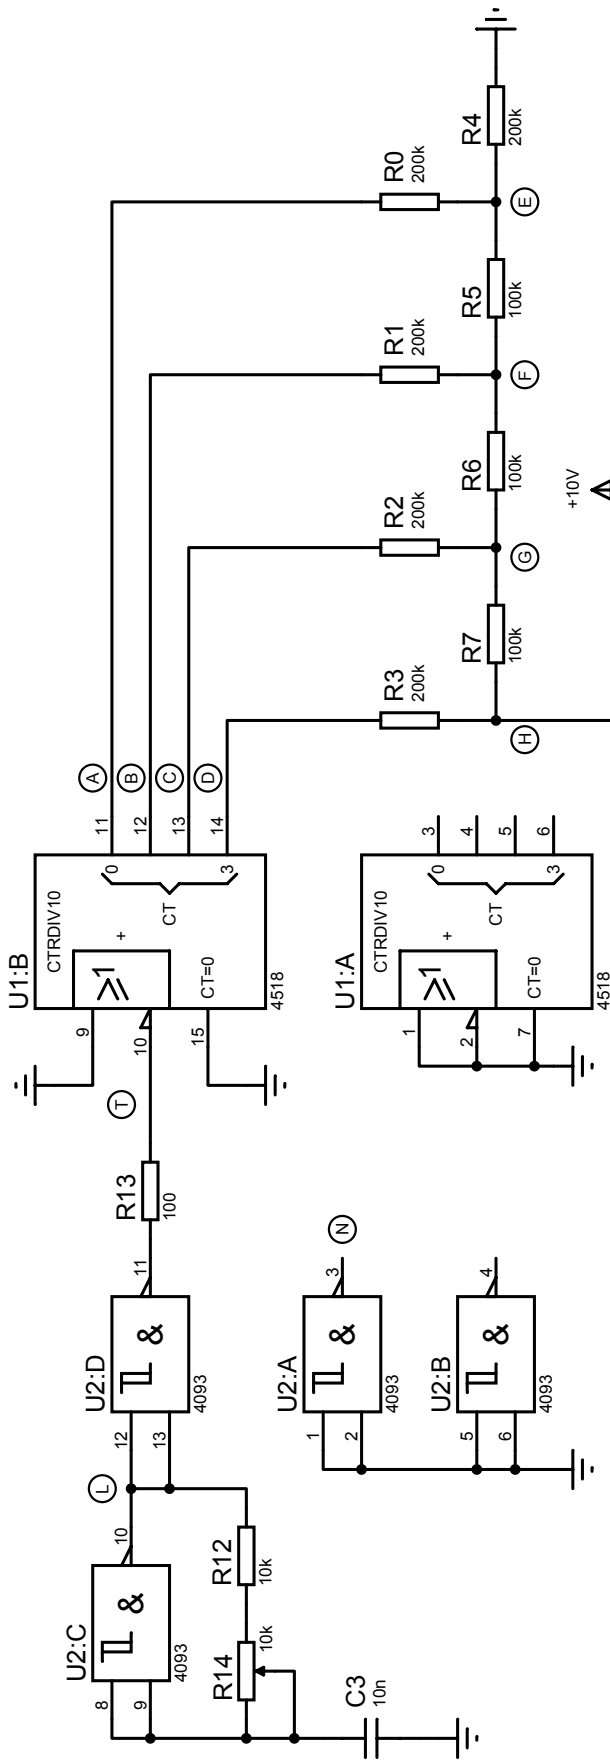 U2:C
8
9
10
4093
R14
10k
R12
10k
C3
10n
L
U2:D
12
13
11
&
4093
&
R13
100
T
U2:A
1
2
3
&
4093
N
U2:B
5
6
4
&
4093
U1:B
CTRDIV10
9
10
15
≥1
+
CT=0
CT
0
3
11
12
13
14
4518
A
B
C
D
U1:A
CTRDIV10
1
2
7
≥1
+
CT=0
CT
0
3
3
4
5
6
4518
R3
200k
R2
200k
R1
200k
R0
200k
H
R7
100k
G
R6
100k
F
R5
100k
E
R4
200k
+10V